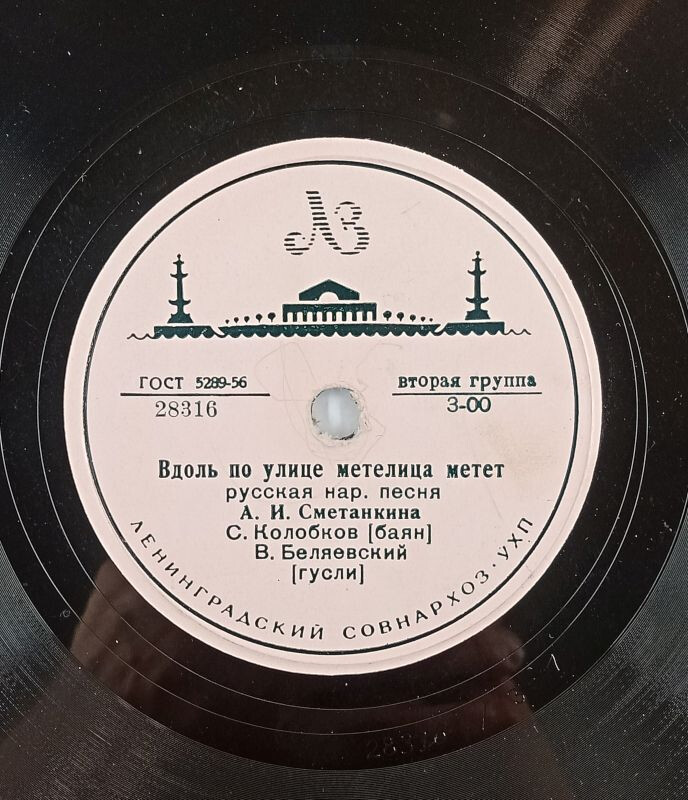 ЛЗ
ГОСТ 5289-56
28316
вторая группа
3-00
Вдоль по улице метелица метет
русская нар. песня
А. И. Сметанкина
С. Колобков [баян]
В. Беляевский
[гусли]
ЛЕНИНГРАДСКИЙ СОВНАРХОЗ · УХП
28316